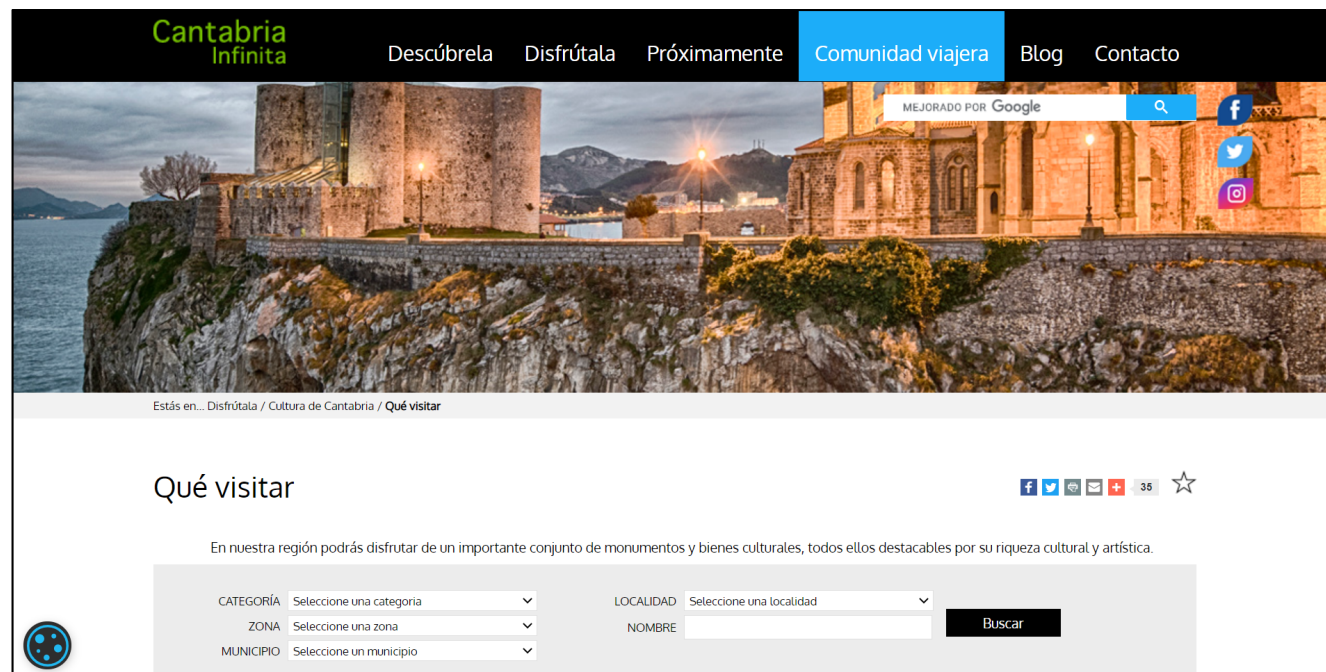 Cantabria
Infinita
Descúbrela Disfrútala Próximamente Comunidad viajera Blog Contacto
MEJORADO POR Google
Estás en... Disfrútala / Cultura de Cantabria / Qué visitar
Qué visitar
35
En nuestra región podrás disfrutar de un importante conjunto de monumentos y bienes culturales, todos ellos destacables por su riqueza cultural y artística.
CATEGORÍA Seleccione una categoria
LOCALIDAD Seleccione una localidad
ZONA Seleccione una zona
NOMBRE
Buscar
MUNICIPIO Seleccione un municipio